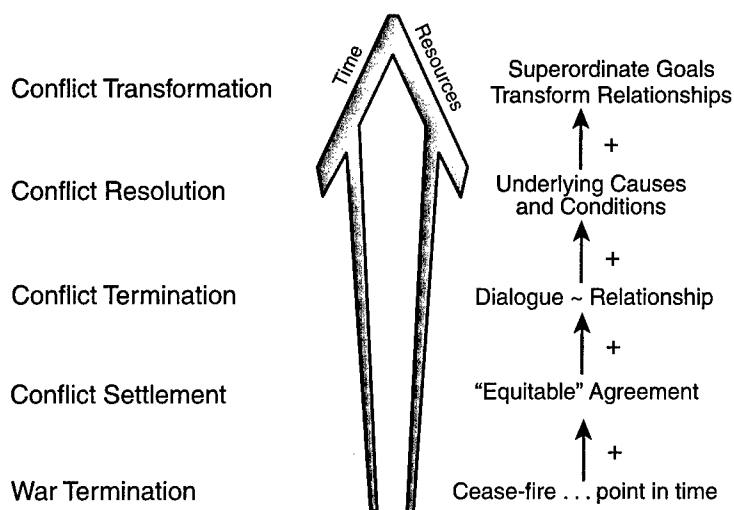 Time
Resources
Conflict Transformation
Superordinate Goals
Transform Relationships
+
Conflict Resolution
Underlying Causes
and Conditions
+
Conflict Termination
Dialogue ~ Relationship
+
Conflict Settlement
“Equitable” Agreement
+
War Termination
Cease-fire . . . point in time